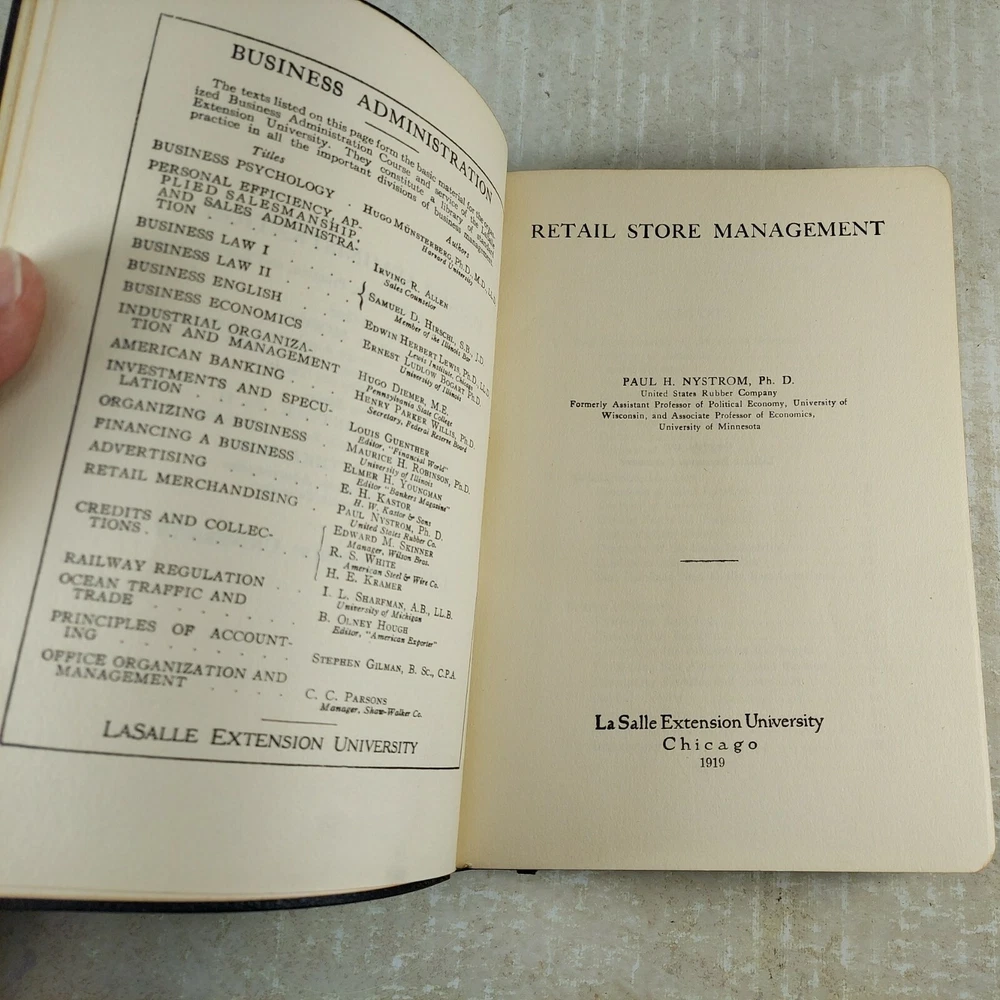 BUSINESS ADMINISTRATION
The texts listed on this page form the basic material for the organ-
ized Business Administration Course and service of the LaSalle
Extension University. They constitute a library of standard
practice in all the important divisions of business management.
Titles
Authors
BUSINESS PSYCHOLOGY
HUGO MÜNSTERBERG, Ph.D., M.D., LL.D.
Harvard University
PERSONAL EFFICIENCY, AP-
PLIED SALESMANSHIP,
AND SALES ADMINISTRA-
TION
IRVING R. ALLEN
Sales Counselor
BUSINESS LAW I
BUSINESS LAW II
SAMUEL D. HIRSCHL, S.B., J.D.
Member of the Illinois Bar
BUSINESS ENGLISH
EDWIN HERBERT LEWIS, Ph.D., LL.D.
Lewis Institute, Chicago
BUSINESS ECONOMICS
ERNEST LUDLOW BOGART, Ph.D.
University of Illinois
INDUSTRIAL ORGANIZA-
TION AND MANAGEMENT
HUGO DIEMER, M.E.
Pennsylvania State College
AMERICAN BANKING
HENRY PARKER WILLIS, Ph.D.
Secretary, Federal Reserve Board
INVESTMENTS AND SPECU-
LATION
LOUIS GUENTHER
Editor, "Financial World"
ORGANIZING A BUSINESS
MAURICE H. ROBINSON, Ph.D.
University of Illinois
FINANCING A BUSINESS
ELMER H. YOUNGMAN
Editor "Bankers Magazine"
ADVERTISING
E. H. KASTOR
H. W. Kastor & Sons
RETAIL MERCHANDISING
PAUL NYSTROM, Ph. D.
United States Rubber Co.
CREDITS AND COLLEC-
TIONS
EDWARD M. SKINNER
Manager, Wilson Bros.
R. S. WHITE
American Steel & Wire Co.
H. E. KRAMER
RAILWAY REGULATION
I. L. SHARFMAN, A.B., LL.B.
University of Michigan
OCEAN TRAFFIC AND
TRADE
B. OLNEY HOUGH
Editor, "American Exporter"
PRINCIPLES OF ACCOUNT-
ING
STEPHEN GILMAN, B. Sc., C.P.A.
OFFICE ORGANIZATION AND
MANAGEMENT
C. C. PARSONS
Manager, Shaw-Walker Co.
LASALLE EXTENSION UNIVERSITY
RETAIL STORE MANAGEMENT
PAUL H. NYSTROM, Ph. D.
United States Rubber Company
Formerly Assistant Professor of Political Economy, University of
Wisconsin, and Associate Professor of Economics,
University of Minnesota
La Salle Extension University
Chicago
1919